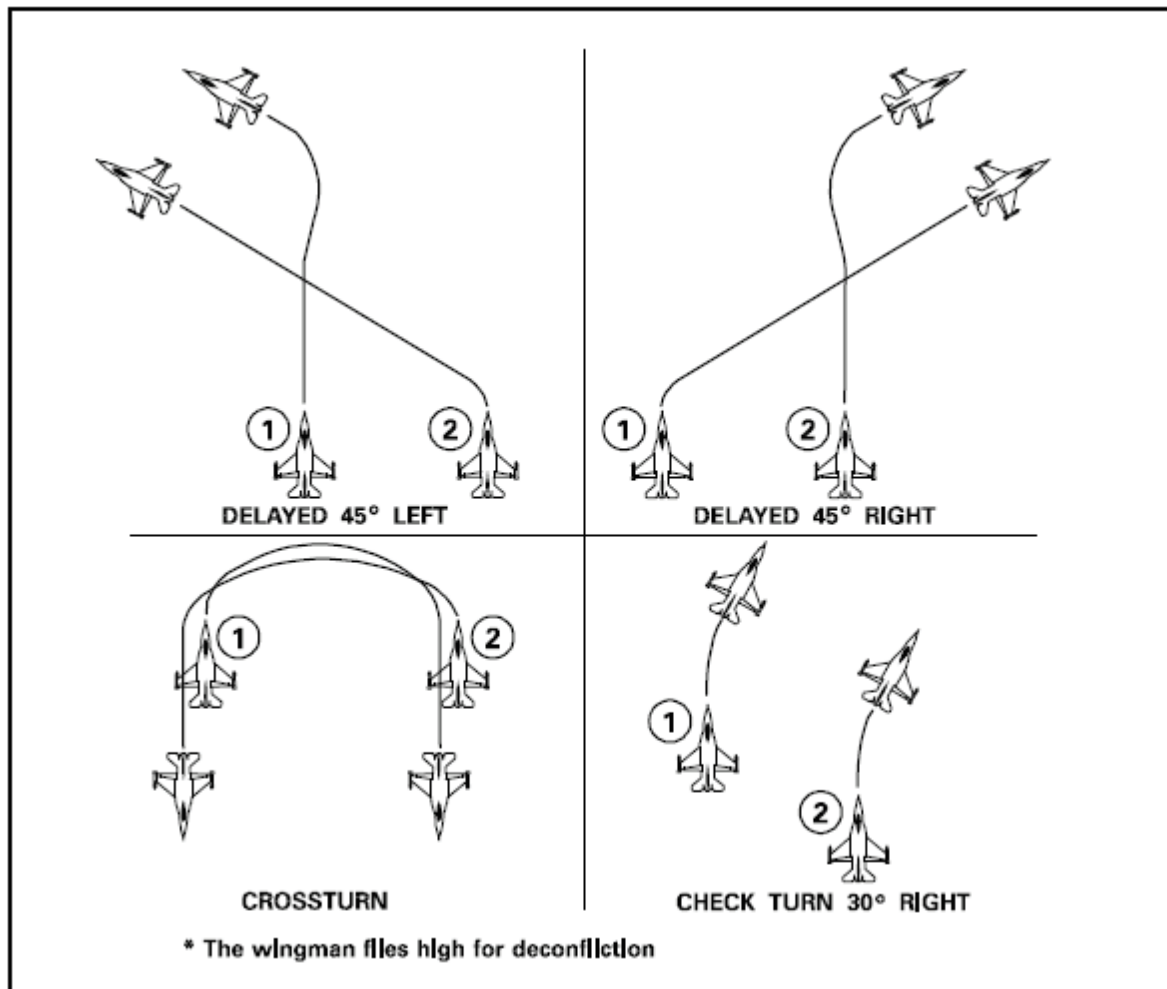 1
2
DELAYED 45° LEFT
1
2
DELAYED 45° RIGHT
1
2
CROSSTURN
1
2
CHECK TURN 30° RIGHT
* The wingman flies high for deconfliction